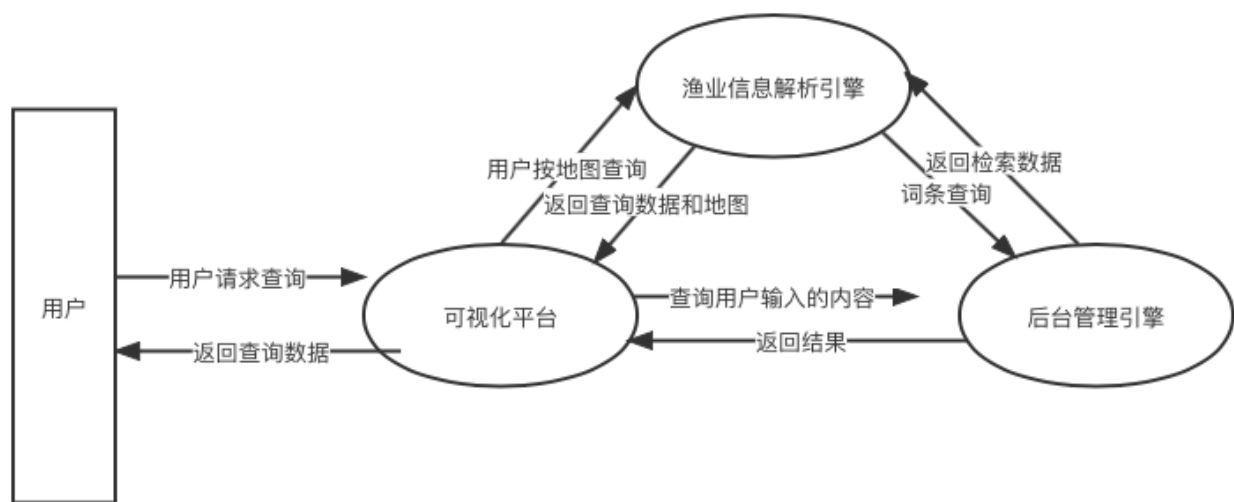 渔业信息解析引擎
用户按地图查询
返回检索数据
词条查询
返回查询数据和地图
用户请求查询
查询用户输入的内容
用户
可视化平台
后台管理引擎
返回结果
返回查询数据